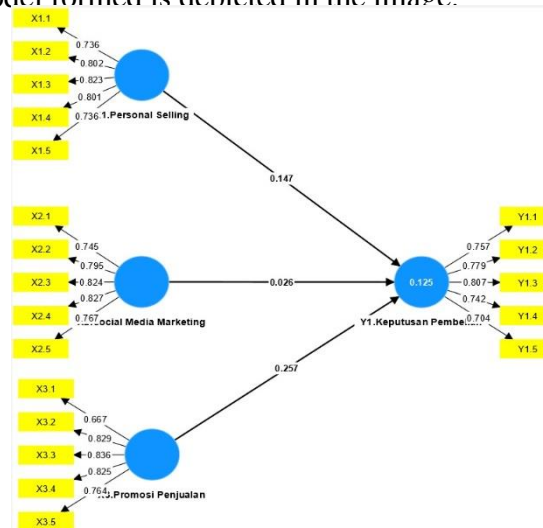 X1.1
0.736
X1.2
0.802
X1.3
0.823
X1.4
0.801
X1.5
0.736
1.Personal Selling
0.147
X2.1
0.745
X2.2
0.795
X2.3
0.824
X2.4
0.827
X2.5
0.767
Social Media Marketing
0.026
X3.1
0.667
X3.2
0.829
X3.3
0.836
X3.4
0.825
X3.5
0.764
Promosi Penjualan
0.257
0.125
Y1.Keputusan
Y1.1
0.757
Y1.2
0.779
Y1.3
0.807
Y1.4
0.742
Y1.5
0.704